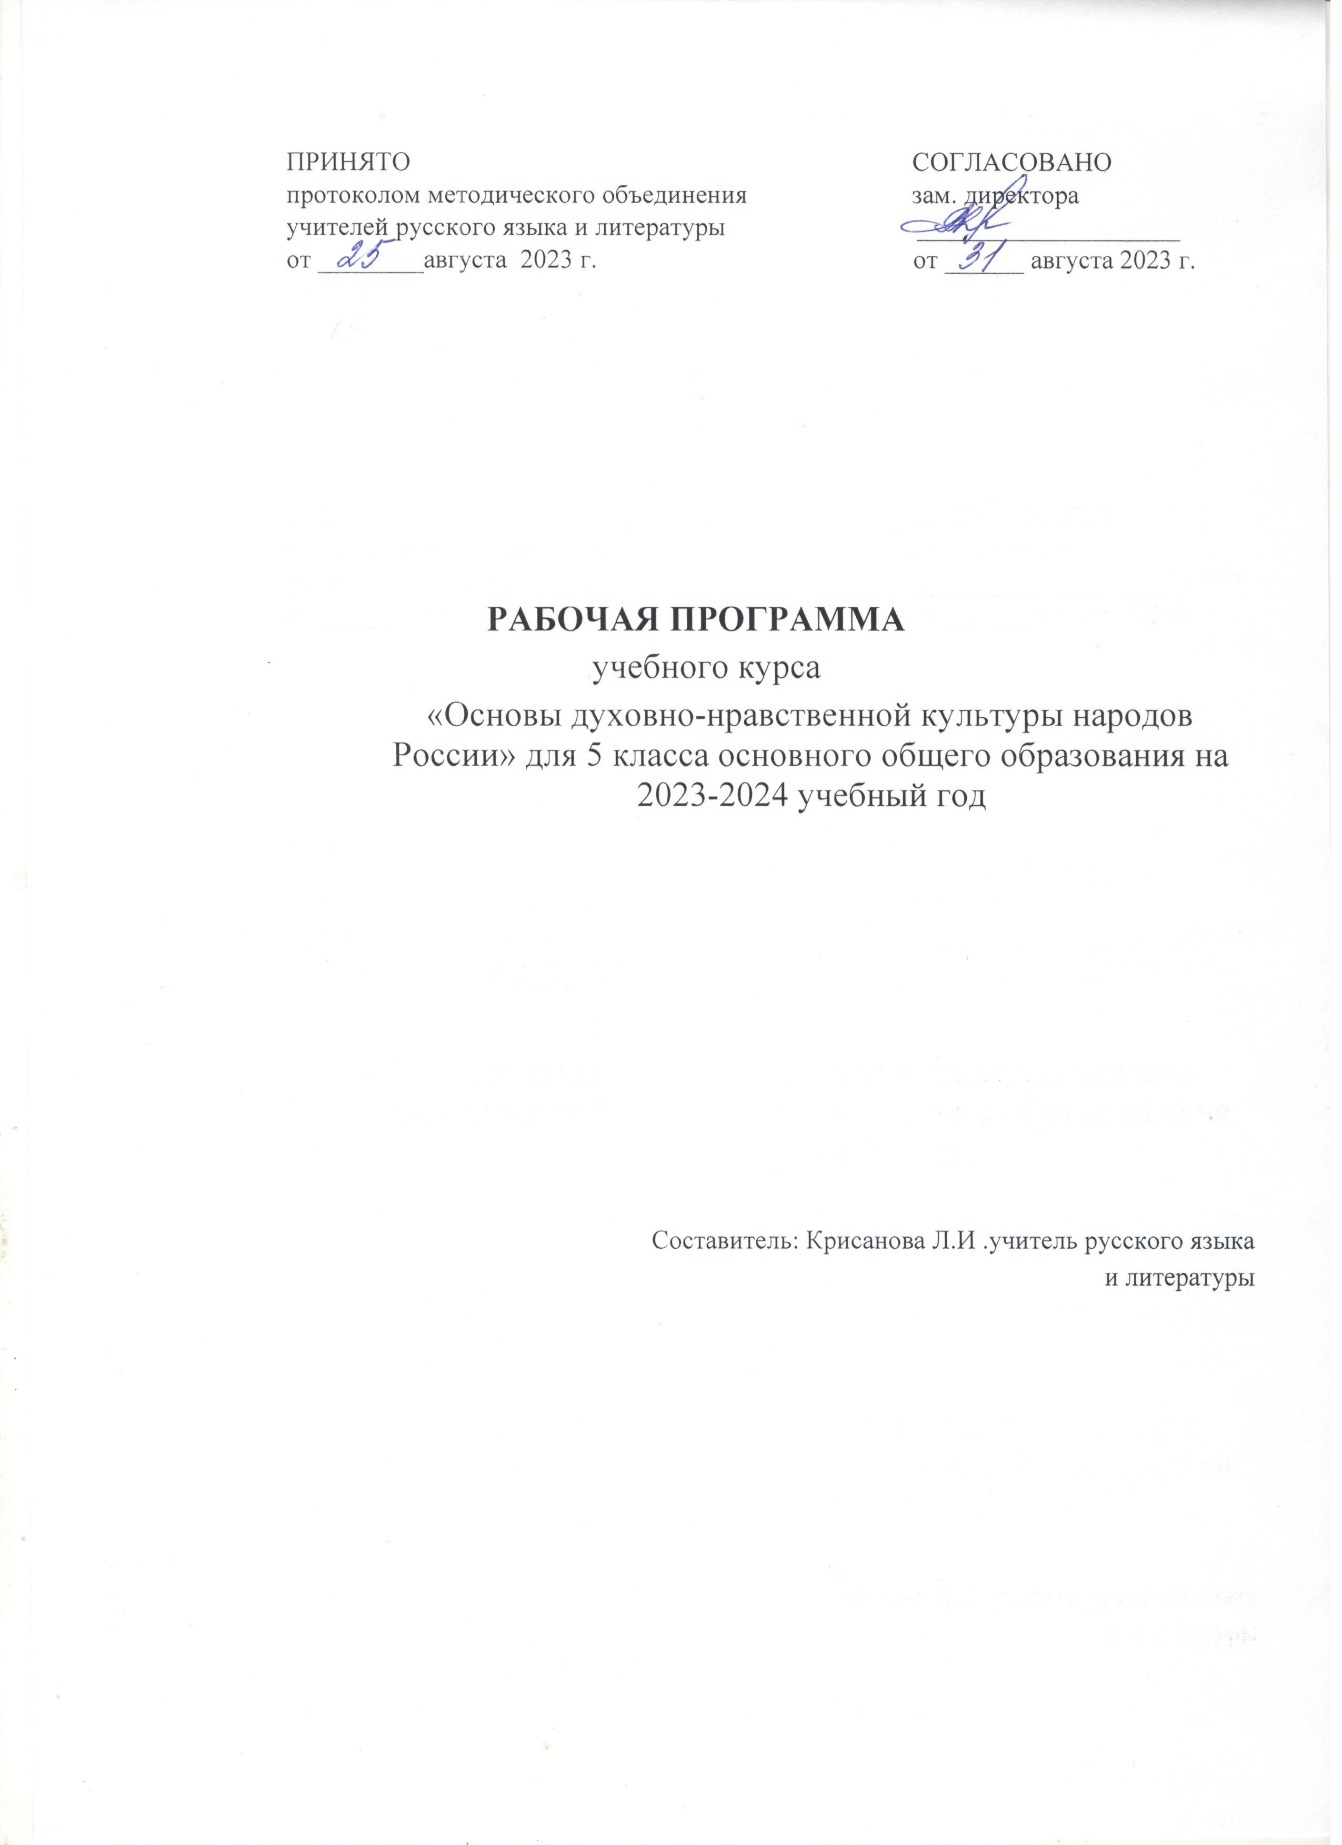 ПРИНЯТО
протоколом методического объединения
учителей русского языка и литературы
от 25 августа 2023 г.
СОГЛАСОВАНО
зам. директора
от 31 августа 2023 г.
РАБОЧАЯ ПРОГРАММА
учебного курса
«Основы духовно-нравственной культуры народов
России» для 5 класса основного общего образования на
2023-2024 учебный год
Составитель: Крисанова Л.И .учитель русского языка
и литературы